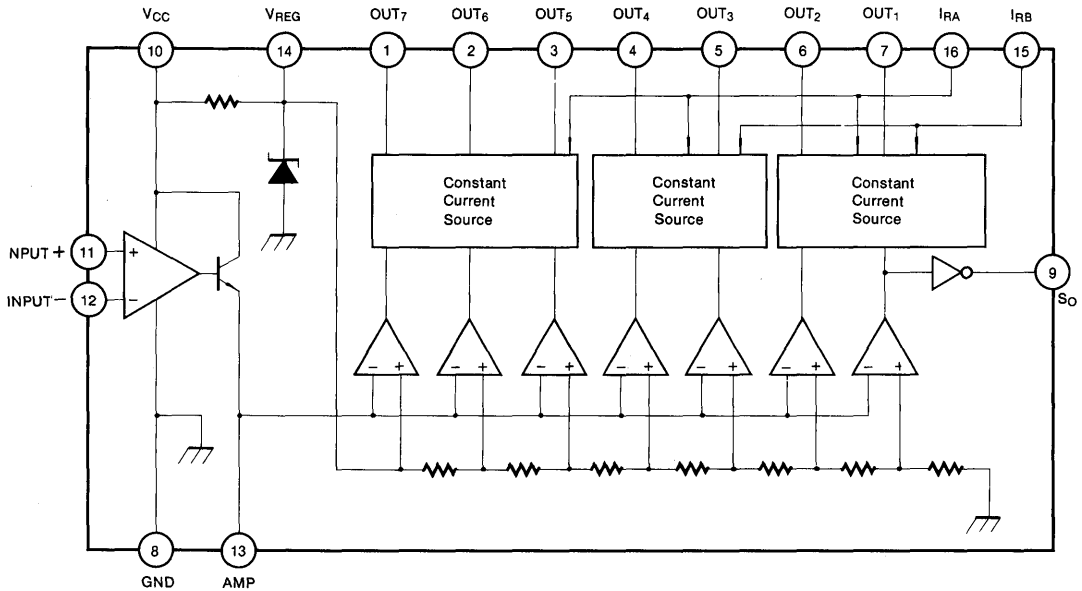 VCC VREG OUT7 OUT6 OUT5 OUT4 OUT3 OUT2 OUT1 IRA IRB
10 14 1 2 3 4 5 6 7 16 15
Constant Current Source
Constant Current Source
Constant Current Source
NPUT+ 11 +
INPUT- 12 −
9
SO
− + − + − + − + − + − + − +
8 13
GND AMP